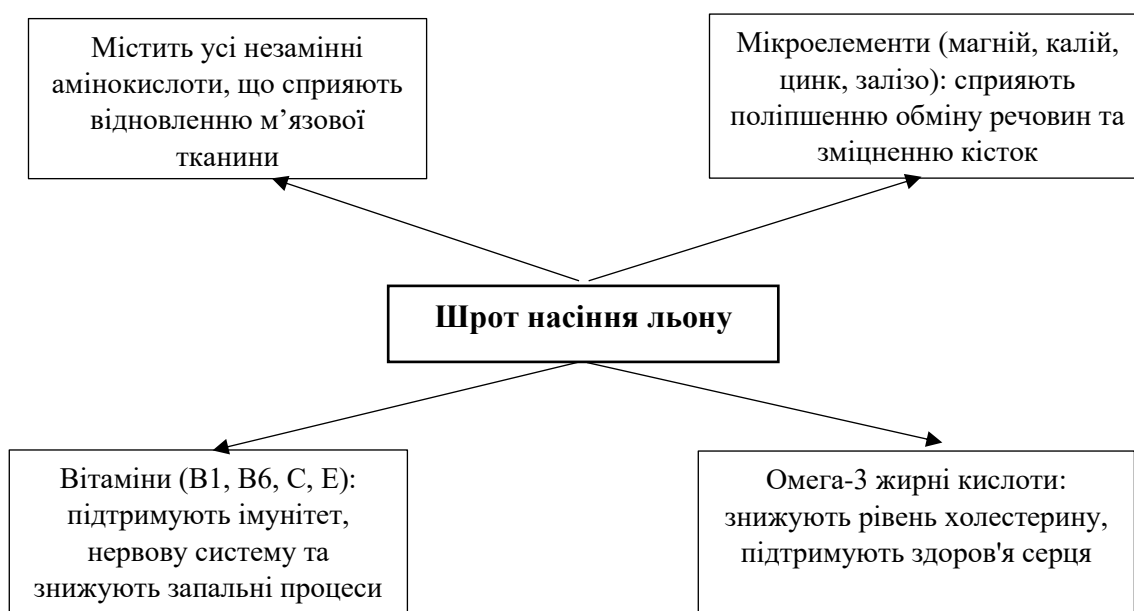 Містить усі незамінні
амінокислоти, що сприяють
відновленню м’язової
тканини
Мікроелементи (магній, калій,
цинк, залізо): сприяють
поліпшенню обміну речовин та
зміцненню кісток
Шрот насіння льону
Вітаміни (B1, B6, C, E):
підтримують імунітет,
нервову систему та
знижують запальні процеси
Омега-3 жирні кислоти:
знижують рівень холестерину,
підтримують здоров'я серця